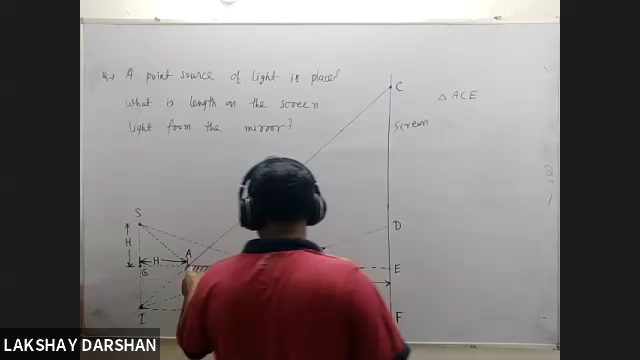 Q.) A point source of light is placed
what is length on the screen
light from the mirror?
C
△ ACE
Screen
S
H
H
A
G
D
E
I
F
LAKSHAY DARSHAN